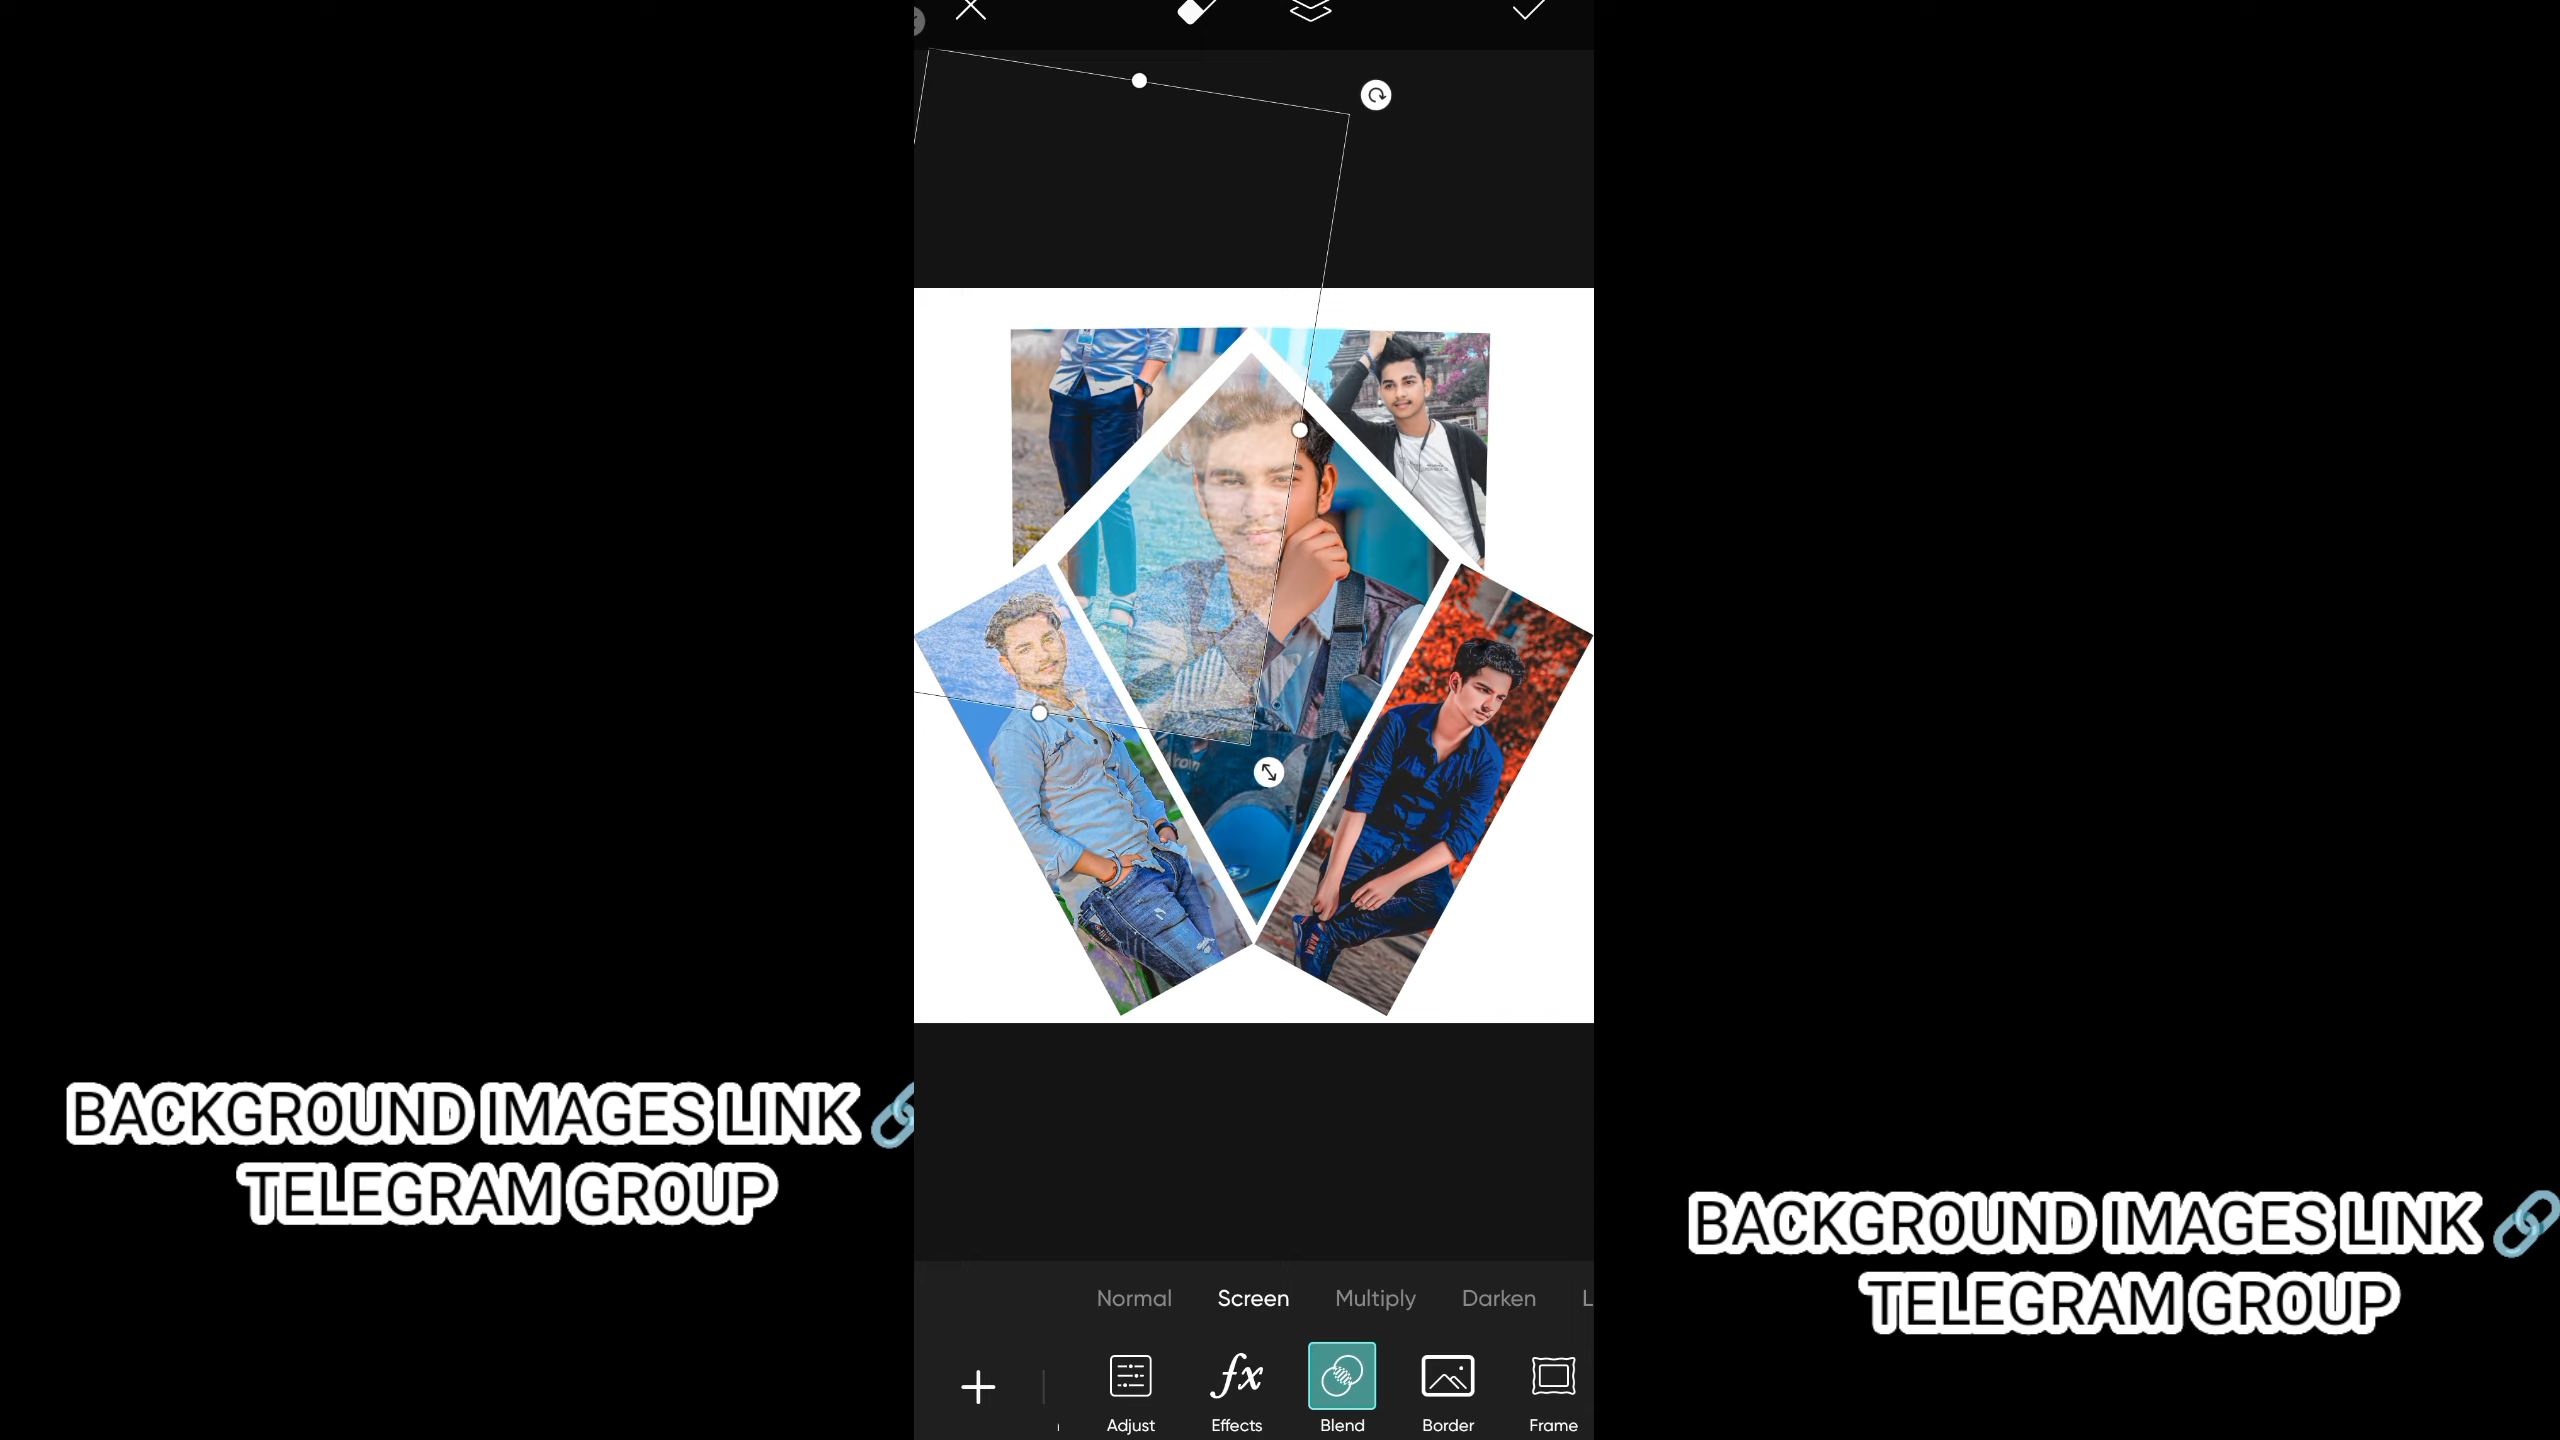 BACKGROUND IMAGES LINK
TELEGRAM GROUP
BACKGROUND IMAGES LINK
TELEGRAM GROUP
Normal Screen Multiply Darken L
Adjust Effects Blend Border Frame